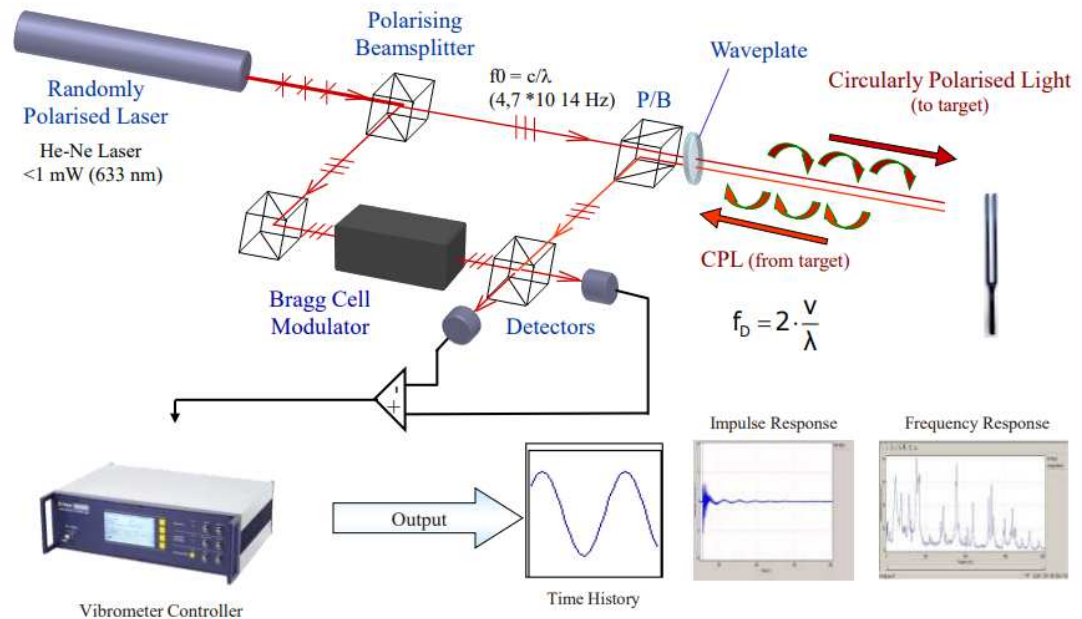 Polarising
Beamsplitter
Waveplate
f0 = c/λ
(4,7 *10 14 Hz)
P/B
Circularly Polarised Light
(to target)
Randomly
Polarised Laser
He-Ne Laser
<1 mW (633 nm)
CPL (from target)
Bragg Cell
Modulator
Detectors
f_D = 2 · v/λ
-
+
Impulse Response
Frequency Response
Output
Vibrometer Controller
Time History